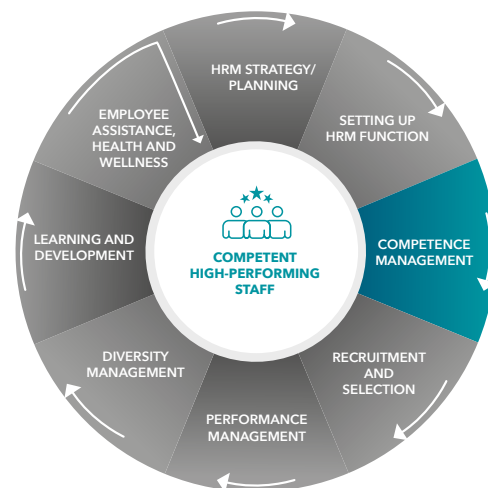 HRM STRATEGY/
PLANNING
SETTING UP
HRM FUNCTION
COMPETENCE
MANAGEMENT
RECRUITMENT
AND
SELECTION
PERFORMANCE
MANAGEMENT
DIVERSITY
MANAGEMENT
LEARNING AND
DEVELOPMENT
EMPLOYEE
ASSISTANCE,
HEALTH AND
WELLNESS
COMPETENT
HIGH-PERFORMING
STAFF